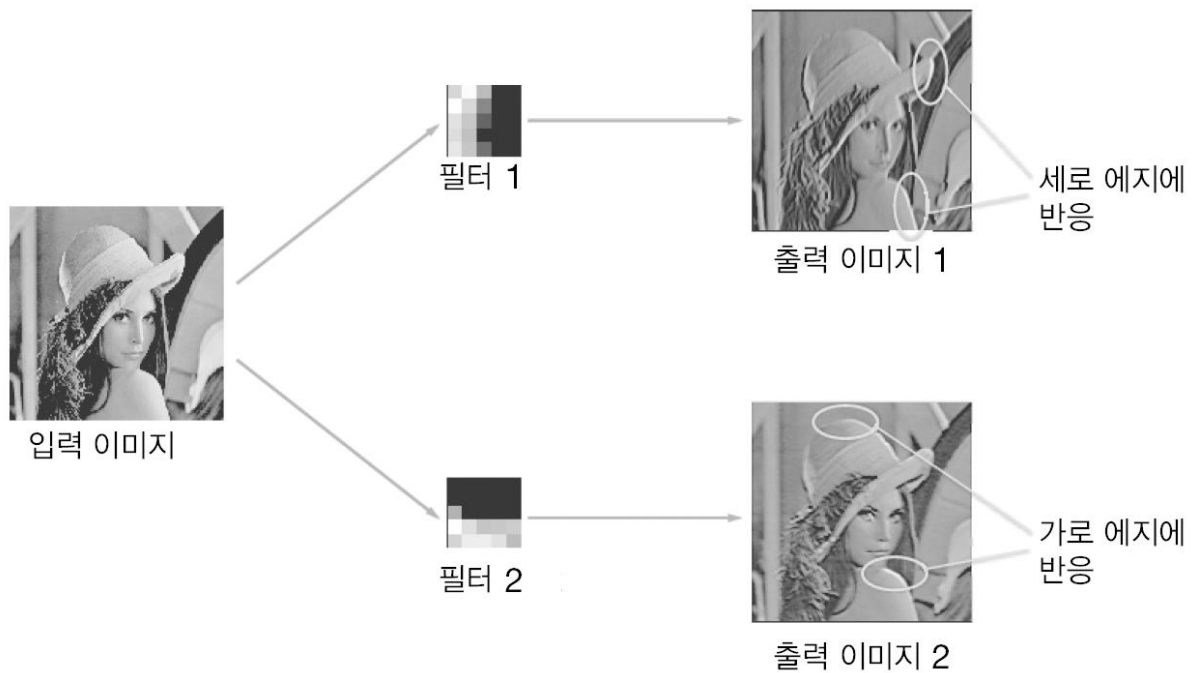 필터 1
세로 에지에
반응
출력 이미지 1
입력 이미지
필터 2
가로 에지에
반응
출력 이미지 2